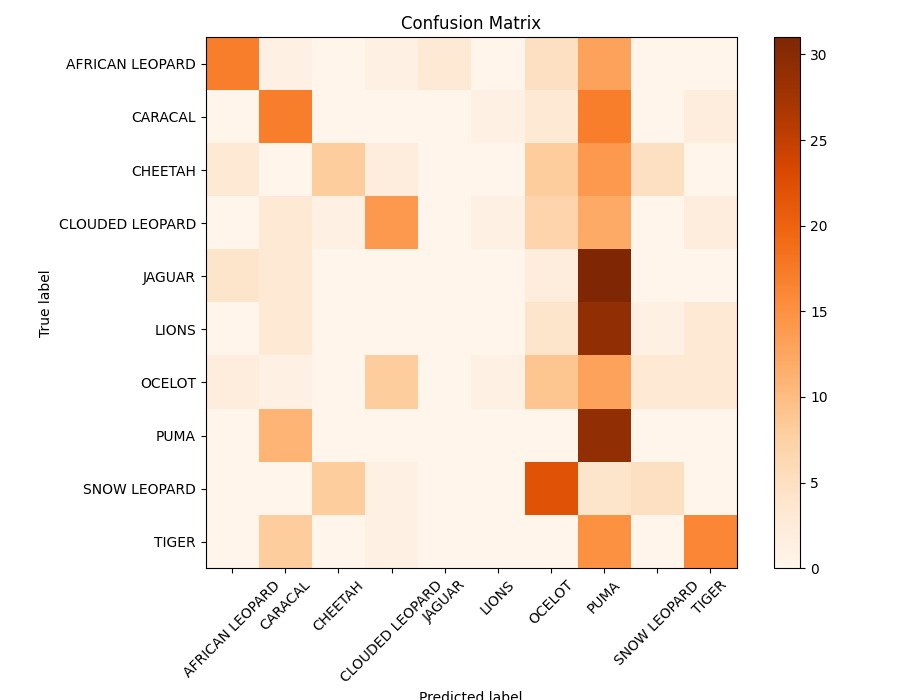 Confusion Matrix
True label
AFRICAN LEOPARD
CARACAL
CHEETAH
CLOUDED LEOPARD
JAGUAR
LIONS
OCELOT
PUMA
SNOW LEOPARD
TIGER
30
25
20
15
10
5
0
AFRICAN LEOPARD
CARACAL
CHEETAH
CLOUDED LEOPARD
JAGUAR
LIONS
OCELOT
PUMA
SNOW LEOPARD
TIGER
Predicted label